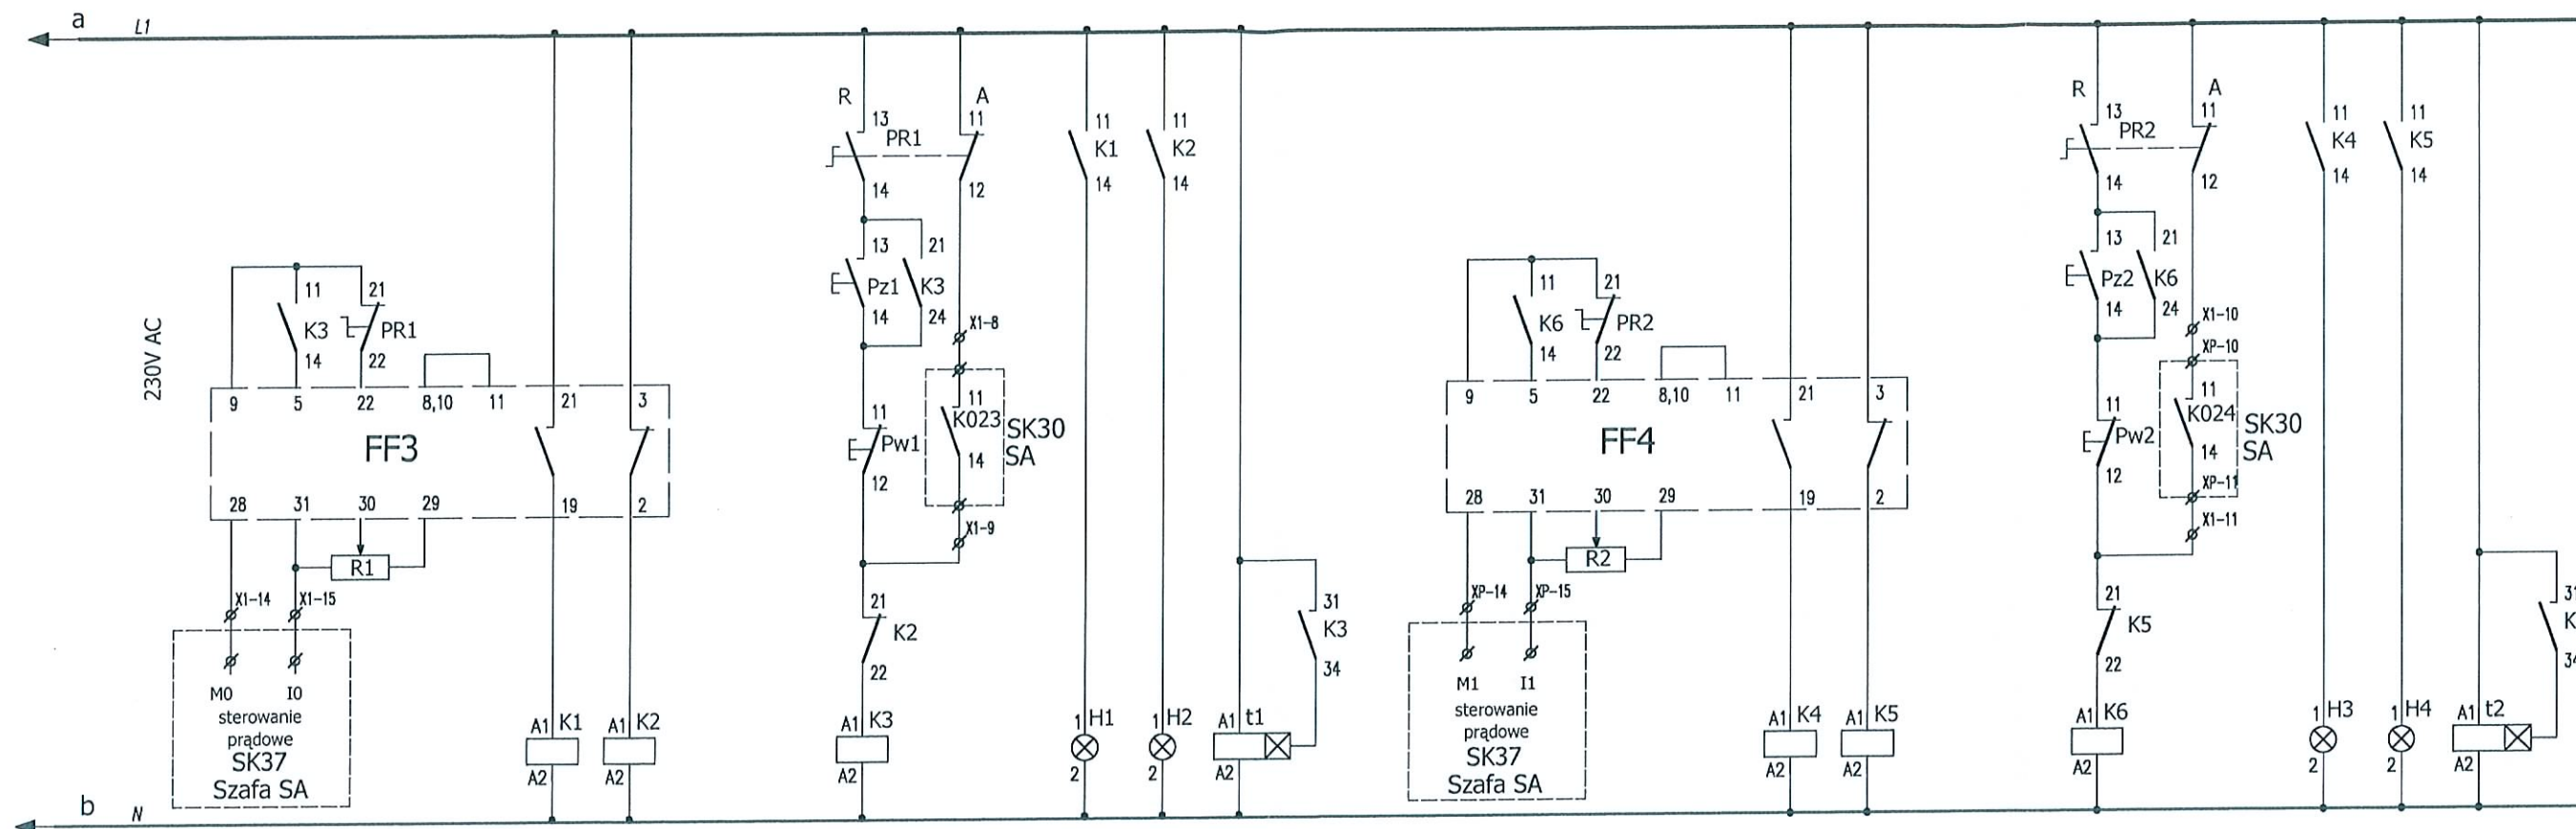 a L1
R A R A
13 11 11 11 13 11 11 11
PR1 K1 K2 PR2 K4 K5
14 12 14 14 14 12 14 14
13 21 13 21
Pz1 K3 Pz2 K6
14 24 14 24
230V AC
11 21 11 21
K3 PR1 X1-8 K6 PR2 X1-10
14 22 14 22 XP-10
9 5 22 8,10 11 21 3 11 11 9 5 22 8,10 11 21 3 11 11
FF3 Pw1 K023 SK30 FF4 Pw2 K024 SK30
SA SA
12 14 12 14
28 31 30 29 19 2 X1-9 28 31 30 29 19 2 XP-11
X1-11
R1 R2
X1-14 X1-15 21 31 XP-14 XP-15 21
K2 K3 K5
22 34 22
M0 I0 M1 I1
sterowanie sterowanie
prądowe prądowe
SK37 SK37
Szafa SA Szafa SA
A1 K1 A1 K2 A1 K3 1 H1 1 H2 A1 t1 A1 K4 A1 K5 A1 K6 1 H3 1 H4 A1 t2
A2 A2 A2 2 2 A2 A2 A2 A2 2 2 A2
b N